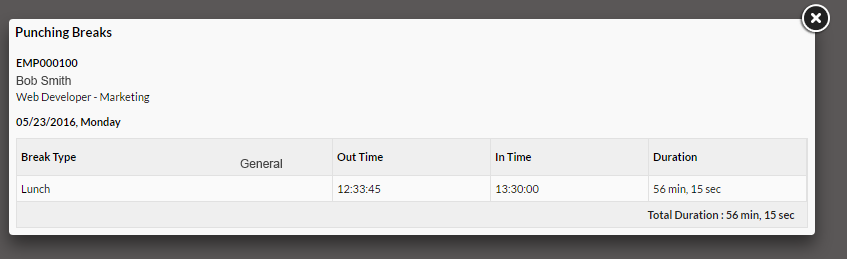 Punching Breaks
EMP000100
Bob Smith
Web Developer - Marketing
05/23/2016, Monday
Break Type General Out Time In Time Duration
Lunch 12:33:45 13:30:00 56 min, 15 sec
Total Duration : 56 min, 15 sec